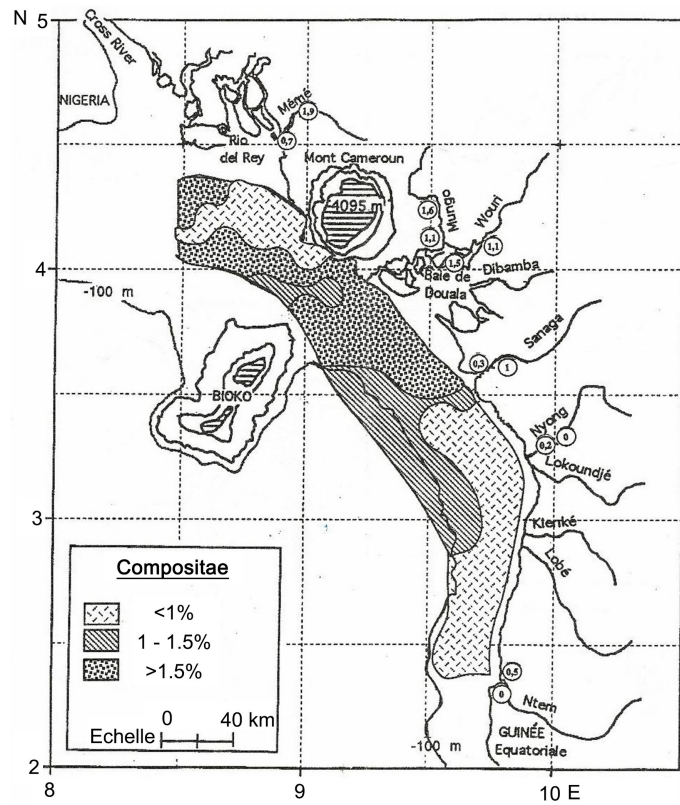 N 5
Cross River
NIGERIA
Mémé
1,9
0,7
Rio
del Rey
Mont Cameroun
4095 m
1,6
Mungo
Wouri
1,1
1,1
1,5
4
Baie de
Douala
Dibamba
-100 m
Sanaga
0,3
1
BIOKO
Nyong
0,2
0
Lokoundjé
3
Kienké
Lobé
Compositae
<1%
1 - 1.5%
>1.5%
0 40 km
Echelle
0,5
0
Ntem
GUINÉE
Equatoriale
-100 m
2
8 9 10 E